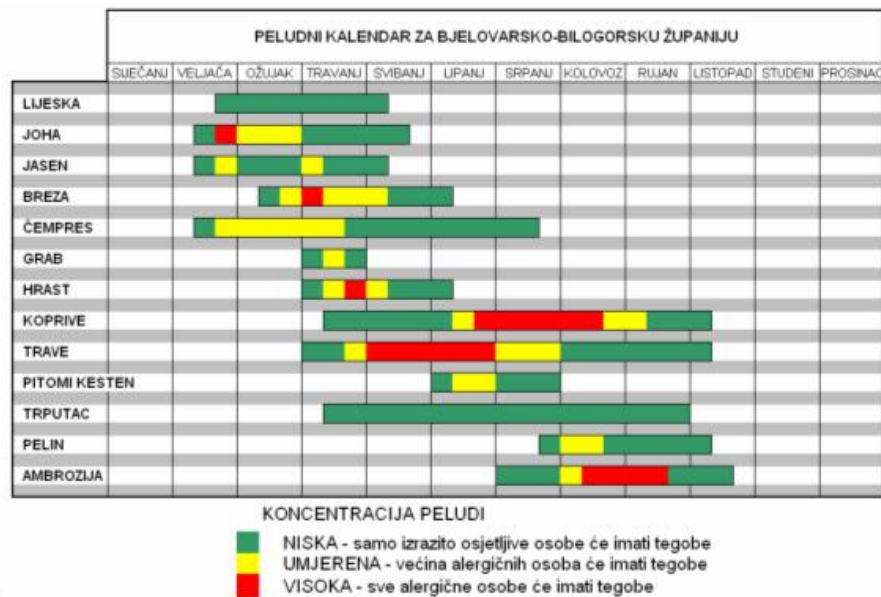 PELUDNI KALENDAR ZA BJELOVARSKO-BILOGORSKU ŽUPANIJU
SIJEČANJ VELJAČA OŽUJAK TRAVANJ SVIBANJ LIPANJ SRPANJ KOLOVOZ RUJAN LISTOPAD STUDENI PROSINAC
LIJESKA
JOHA
JASEN
BREZA
ČEMPRES
GRAB
HRAST
KOPRIVE
TRAVE
PITOMI KESTEN
TRPUTAC
PELIN
AMBROZIJA
KONCENTRACIJA PELUDI
NISKA - samo izrazito osjetljive osobe će imati tegobe
UMJERENA - većina alergičnih osoba će imati tegobe
VISOKA - sve alergične osobe će imati tegobe